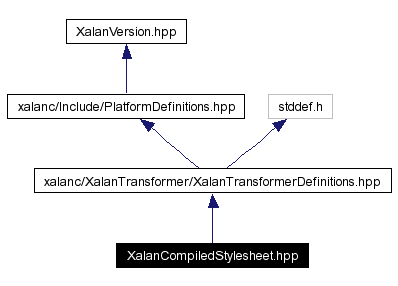 XalanVersion.hpp
xalanc/Include/PlatformDefinitions.hpp
stddef.h
xalanc/XalanTransformer/XalanTransformerDefinitions.hpp
XalanCompiledStylesheet.hpp